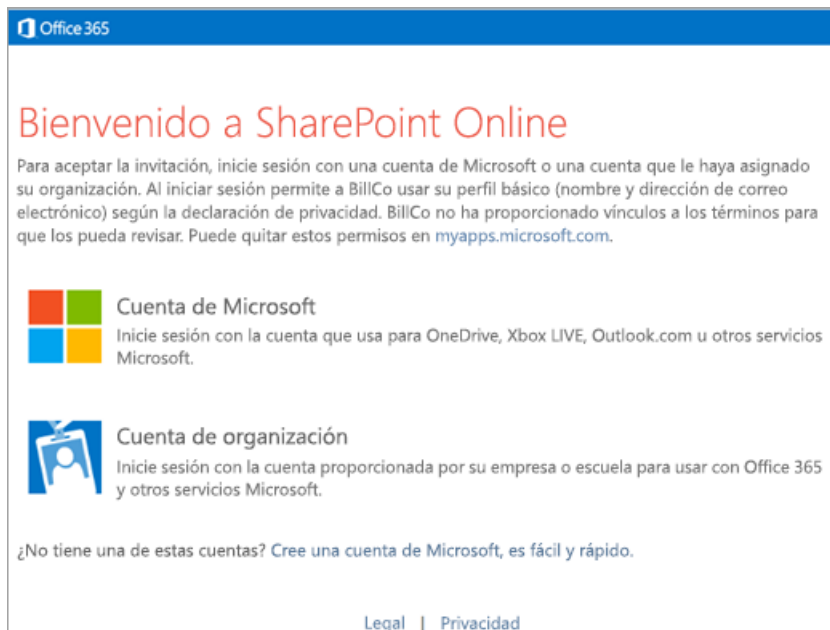 Office 365
Bienvenido a SharePoint Online
Para aceptar la invitación, inicie sesión con una cuenta de Microsoft o una cuenta que le haya asignado
su organización. Al iniciar sesión permite a BillCo usar su perfil básico (nombre y dirección de correo
electrónico) según la declaración de privacidad. BillCo no ha proporcionado vínculos a los términos para
que los pueda revisar. Puede quitar estos permisos en myapps.microsoft.com.
Cuenta de Microsoft
Inicie sesión con la cuenta que usa para OneDrive, Xbox LIVE, Outlook.com u otros servicios
Microsoft.
Cuenta de organización
Inicie sesión con la cuenta proporcionada por su empresa o escuela para usar con Office 365
y otros servicios Microsoft.
¿No tiene una de estas cuentas? Cree una cuenta de Microsoft, es fácil y rápido.
Legal | Privacidad